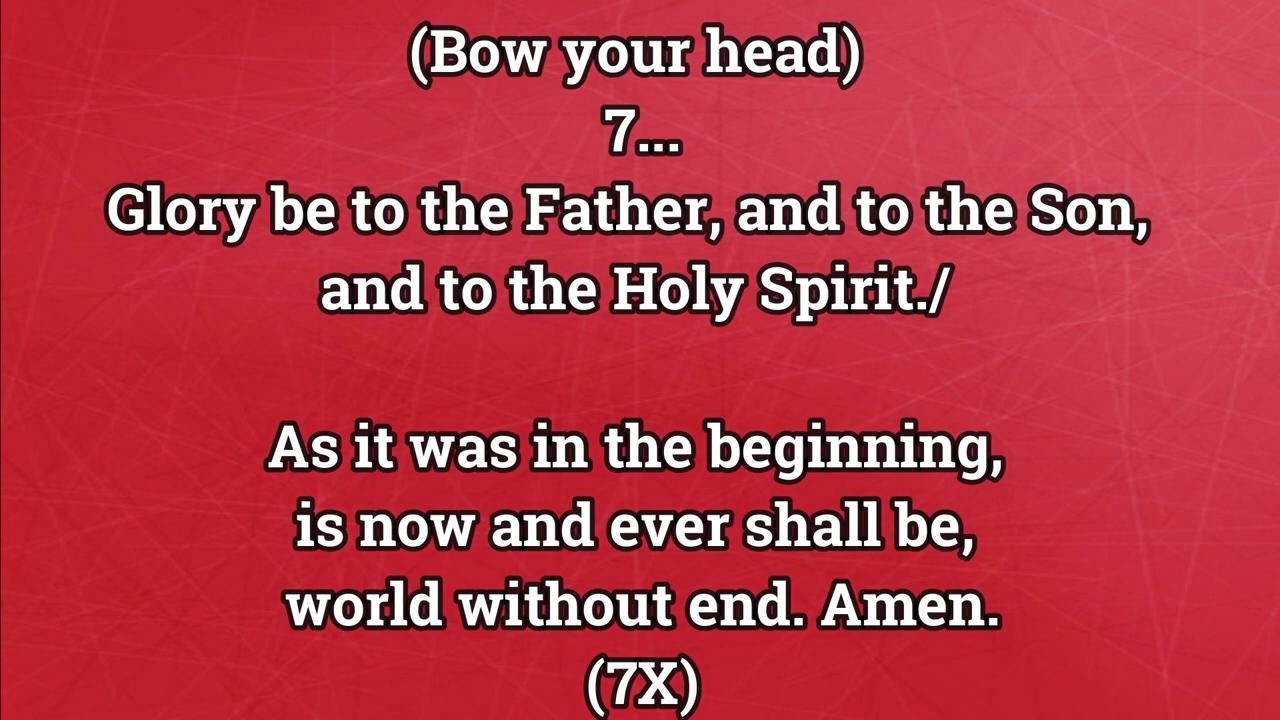 (Bow your head)
7...
Glory be to the Father, and to the Son,
and to the Holy Spirit./
As it was in the beginning,
is now and ever shall be,
world without end. Amen.
(7X)